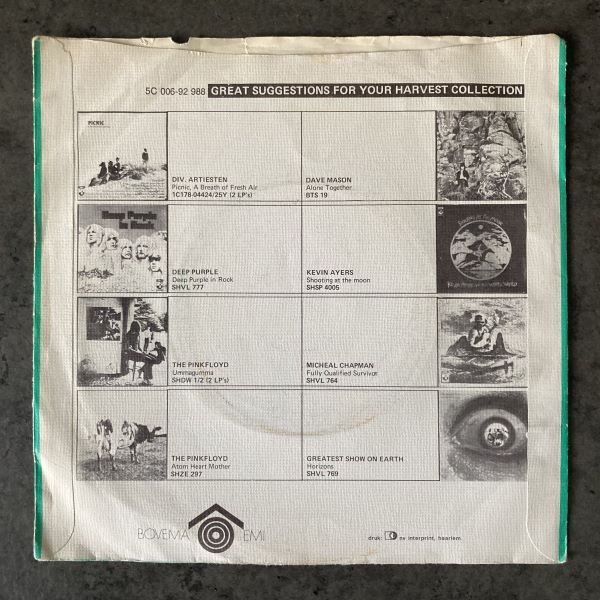 5C 006-92 988 GREAT SUGGESTIONS FOR YOUR HARVEST COLLECTION
PICNIC
DIV. ARTIESTEN
Picnic, A Breath of Fresh Air
1C178-04424/25Y (2 LP's)
DAVE MASON
Alone Together
BTS 19
Deep Purple
in Rock
DEEP PURPLE
Deep Purple in Rock
SHVL 777
KEVIN AYERS
Shooting at the moon
SHSP 4005
THE PINKFLOYD
Ummagumma
SHDW 1/2 (2 LP's)
MICHEAL CHAPMAN
Fully Qualified Survivor
SHVL 764
THE PINKFLOYD
Atom Heart Mother
SHZE 297
GREATEST SHOW ON EARTH
Horizons
SHVL 769
BOVEMA EMI
druk: nv interprint, haarlem.